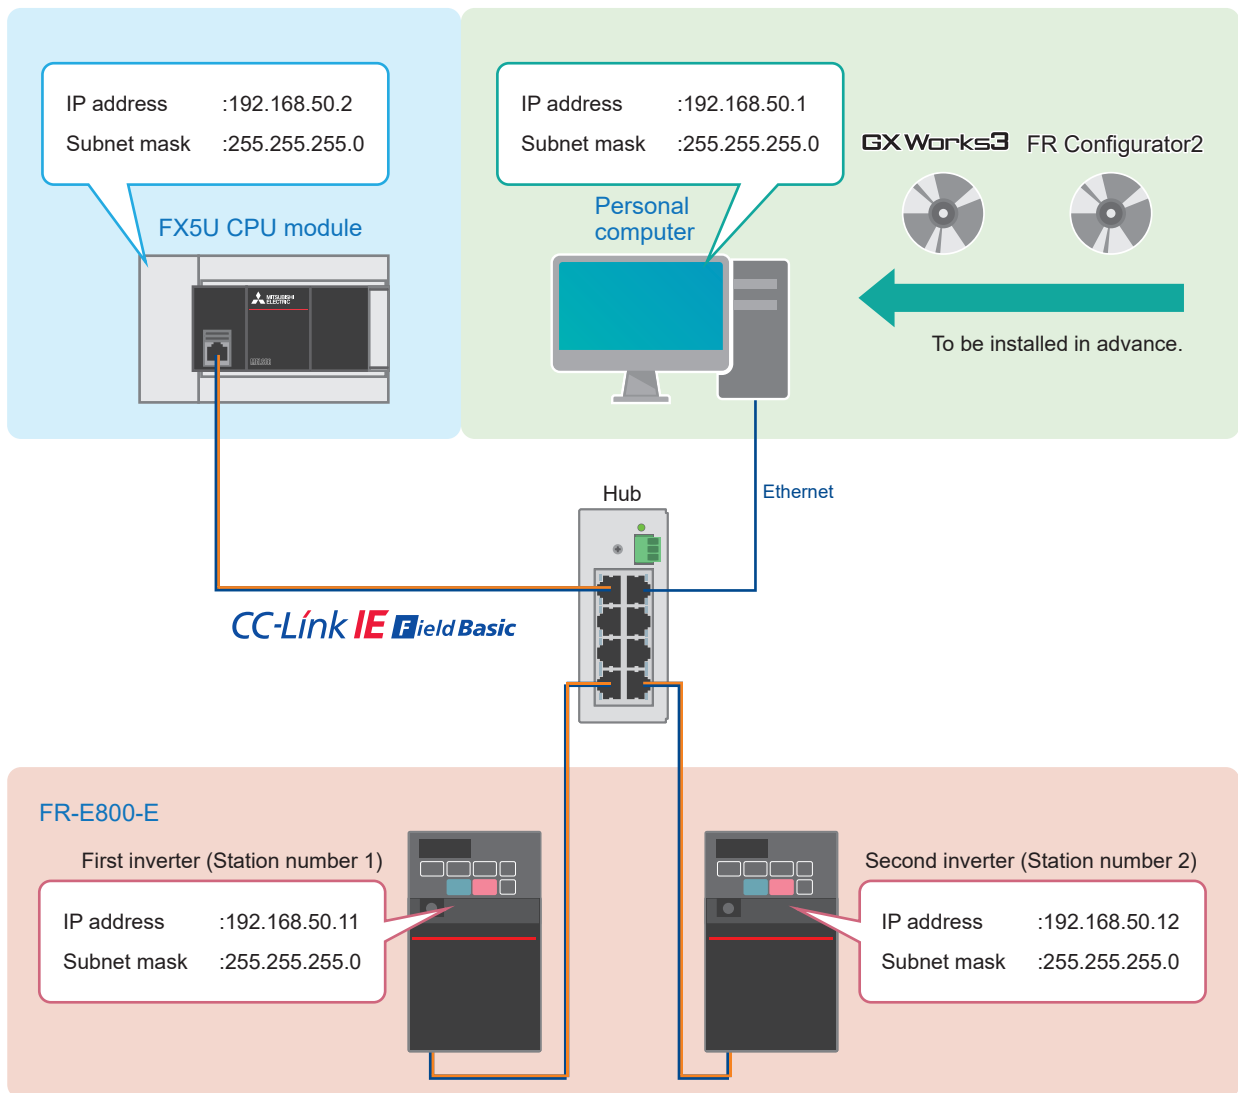 IP address :192.168.50.2
Subnet mask :255.255.255.0
FX5U CPU module
MITSUBISHI
ELECTRIC
IP address :192.168.50.1
Subnet mask :255.255.255.0
Personal
computer
GX Works3 FR Configurator2
To be installed in advance.
Hub
Ethernet
CC-Link IE Field Basic
FR-E800-E
First inverter (Station number 1)
IP address :192.168.50.11
Subnet mask :255.255.255.0
Second inverter (Station number 2)
IP address :192.168.50.12
Subnet mask :255.255.255.0